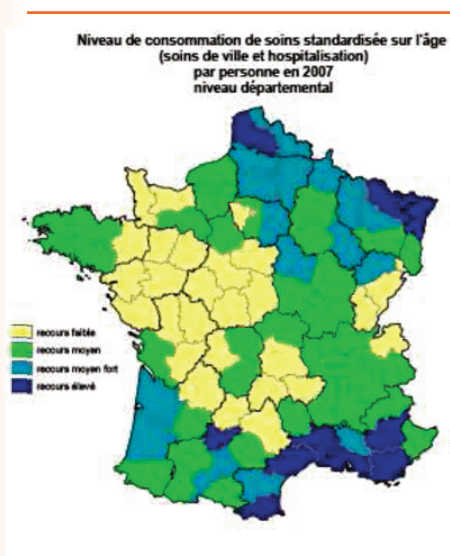 Niveau de consommation de soins standardisée sur l'âge
(soins de ville et hospitalisation)
par personne en 2007
niveau départemental
recours faible
recours moyen
recours moyen fort
recours élevé